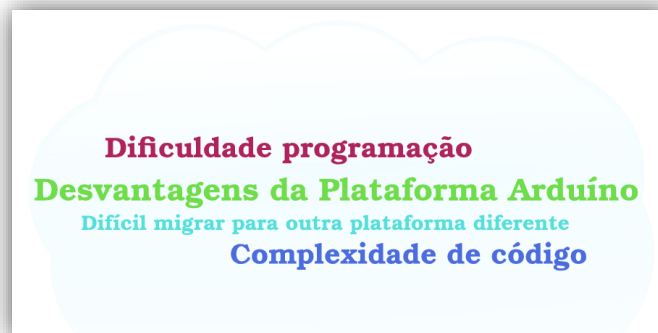 Dificuldade programação
Desvantagens da Plataforma Arduíno
Difícil migrar para outra plataforma diferente
Complexidade de código